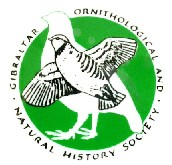 · GIBRALTAR ORNITHOLOGICAL AND
NATURAL HISTORY SOCIETY ·